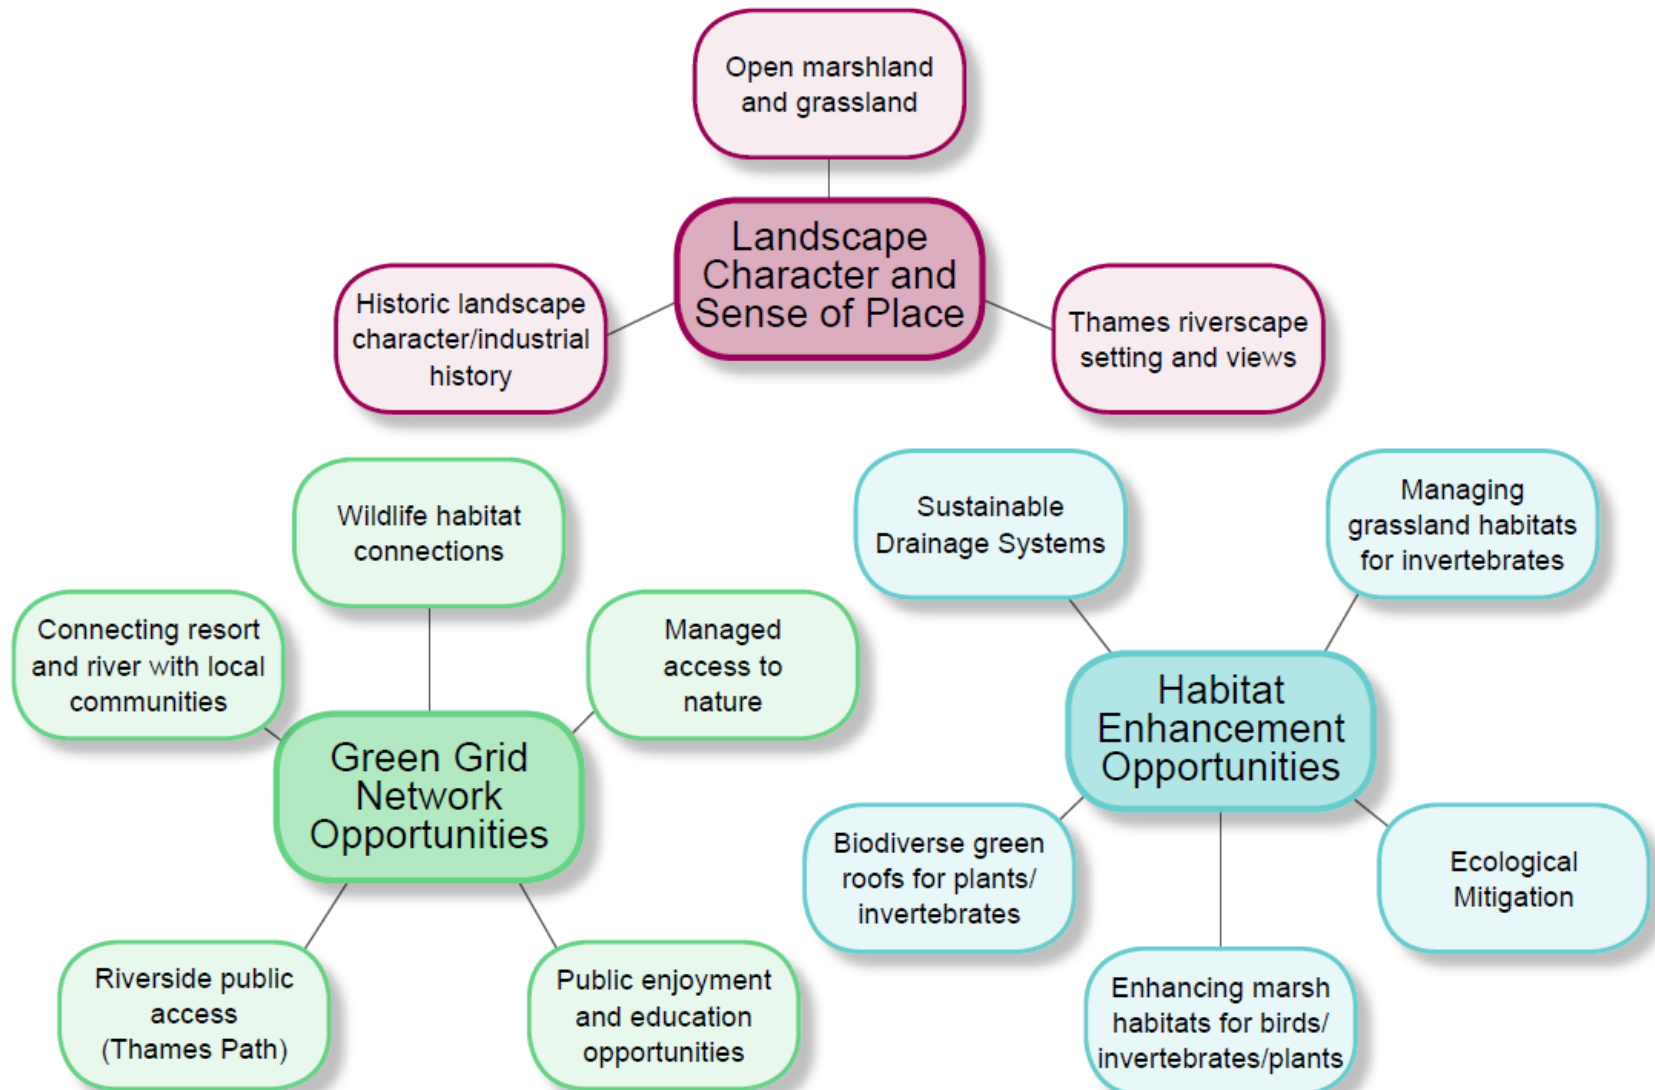 Open marshland
and grassland
Landscape
Character and
Sense of Place
Historic landscape
character/industrial
history
Thames riverscape
setting and views
Wildlife habitat
connections
Connecting resort
and river with local
communities
Managed
access to
nature
Green Grid
Network
Opportunities
Riverside public
access
(Thames Path)
Public enjoyment
and education
opportunities
Sustainable
Drainage Systems
Managing
grassland habitats
for invertebrates
Habitat
Enhancement
Opportunities
Biodiverse green
roofs for plants/
invertebrates
Ecological
Mitigation
Enhancing marsh
habitats for birds/
invertebrates/plants